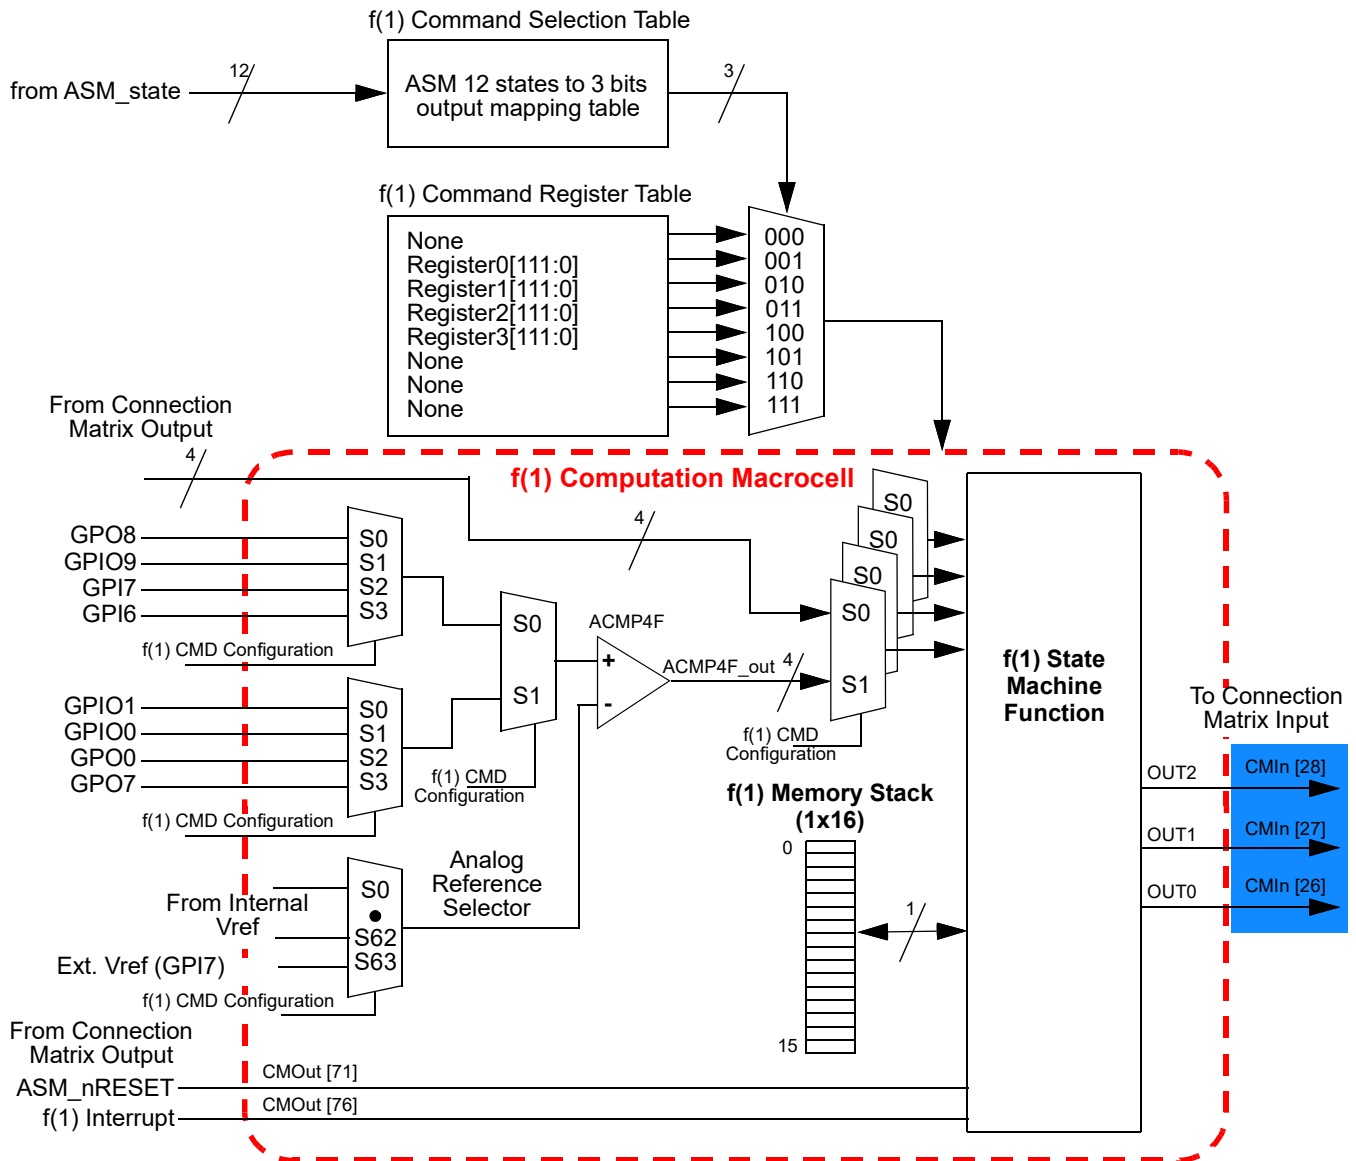 f(1) Command Selection Table
12
3
from ASM_state
ASM 12 states to 3 bits
output mapping table
f(1) Command Register Table
None
Register0[111:0]
Register1[111:0]
Register2[111:0]
Register3[111:0]
None
None
None
000
001
010
011
100
101
110
111
From Connection
Matrix Output
4
f(1) Computation Macrocell
4
GPO8
GPIO9
GPI7
GPI6
S0
S1
S2
S3
f(1) CMD Configuration
GPIO1
GPIO0
GPO0
GPO7
S0
S1
S2
S3
f(1) CMD Configuration
S0
S1
f(1) CMD
Configuration
ACMP4F
+
-
ACMP4F_out
4
S0
S0
S0
S0
S1
f(1) CMD
Configuration
f(1) State
Machine
Function
To Connection
Matrix Input
OUT2
CMIn [28]
OUT1
CMIn [27]
OUT0
CMIn [26]
f(1) Memory Stack
(1x16)
0
15
1
Analog
Reference
Selector
From Internal
Vref
Ext. Vref (GPI7)
S0
S62
S63
f(1) CMD Configuration
From Connection
Matrix Output
ASM_nRESET
CMOut [71]
f(1) Interrupt
CMOut [76]